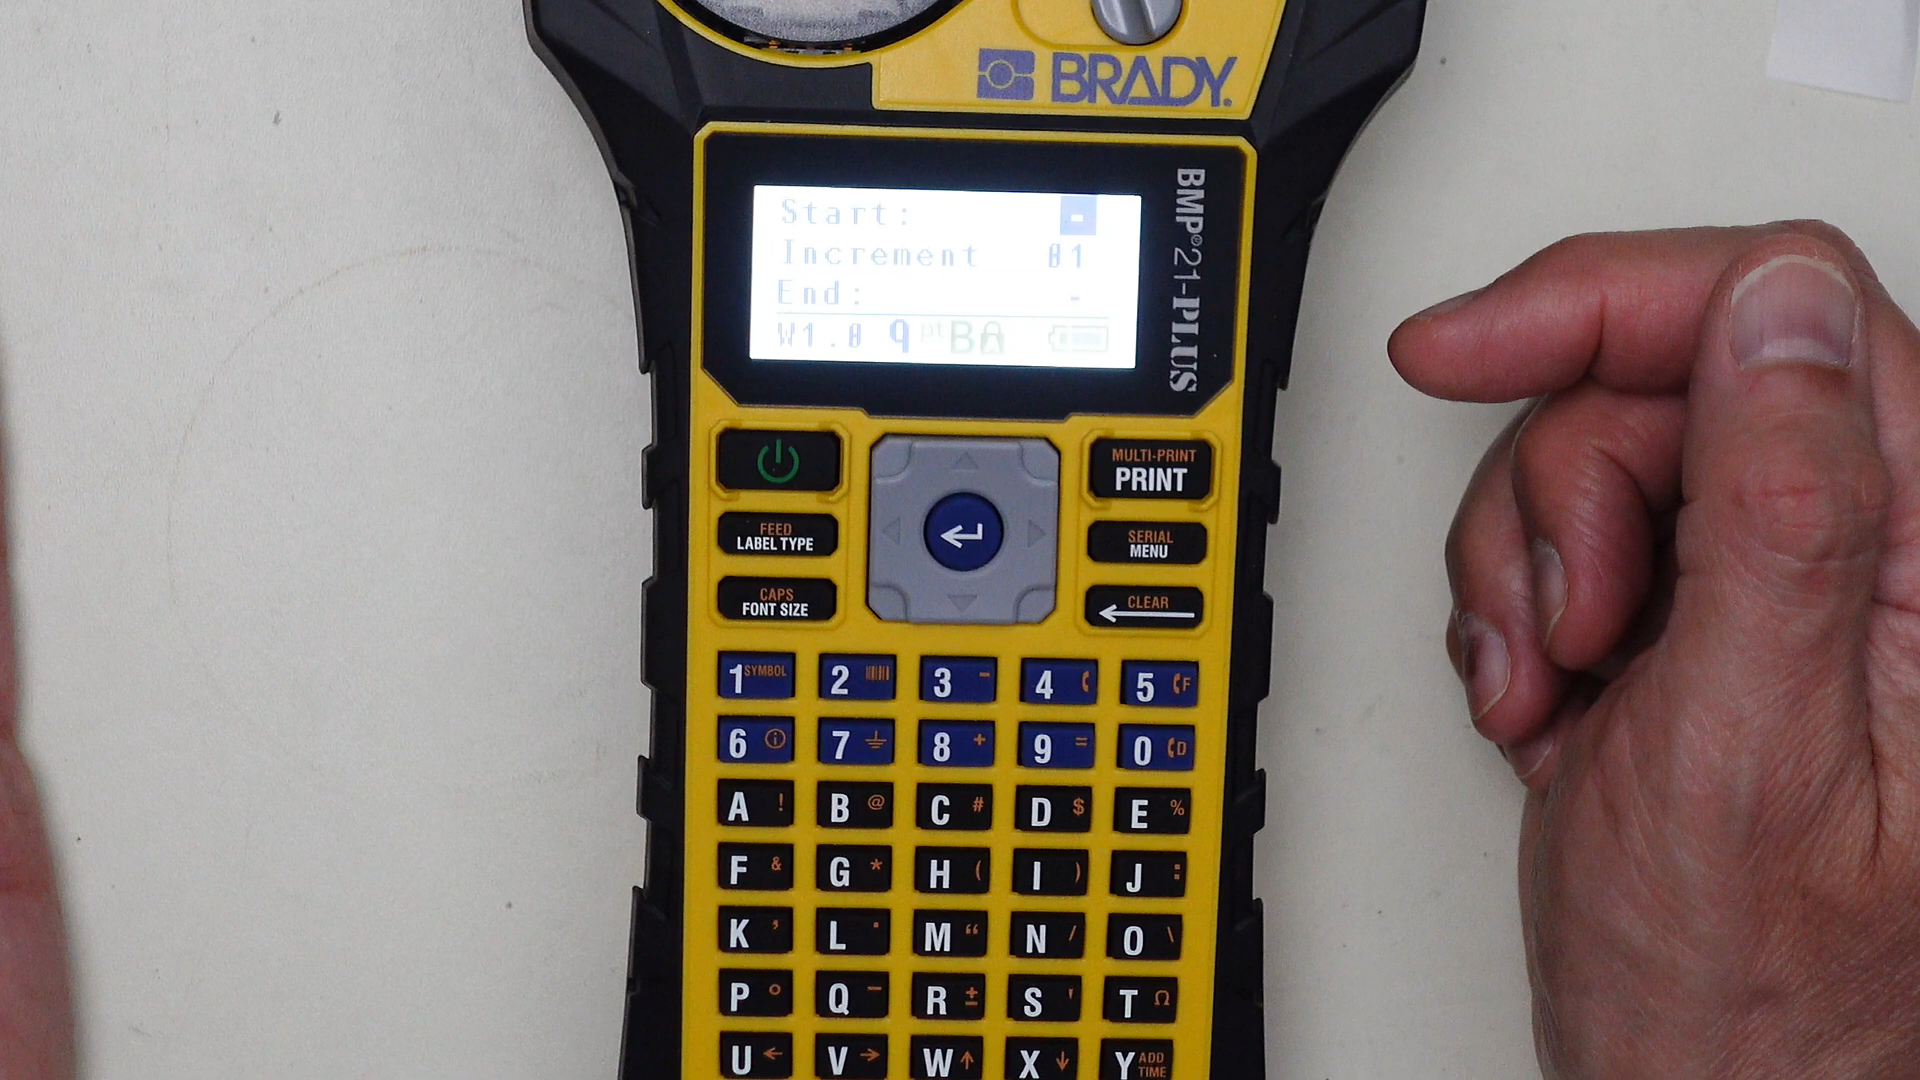 BRADY.
BMP® 21-PLUS
Start: -
Increment 01
End: -
W1.0 9 pt B
MULTI-PRINT
PRINT
FEED
LABEL TYPE
SERIAL
MENU
CAPS
FONT SIZE
CLEAR
1 SYMBOL 2 3 - 4 ( 5 (F
6 7 8 + 9 = 0 (D
A ! B @ C # D $ E %
F & G * H ( I ) J :
K ' L . M “ N / O \
P ° Q - R ± S ' T Ω
U ← V → W ↑ X ↓ Y ADD TIME